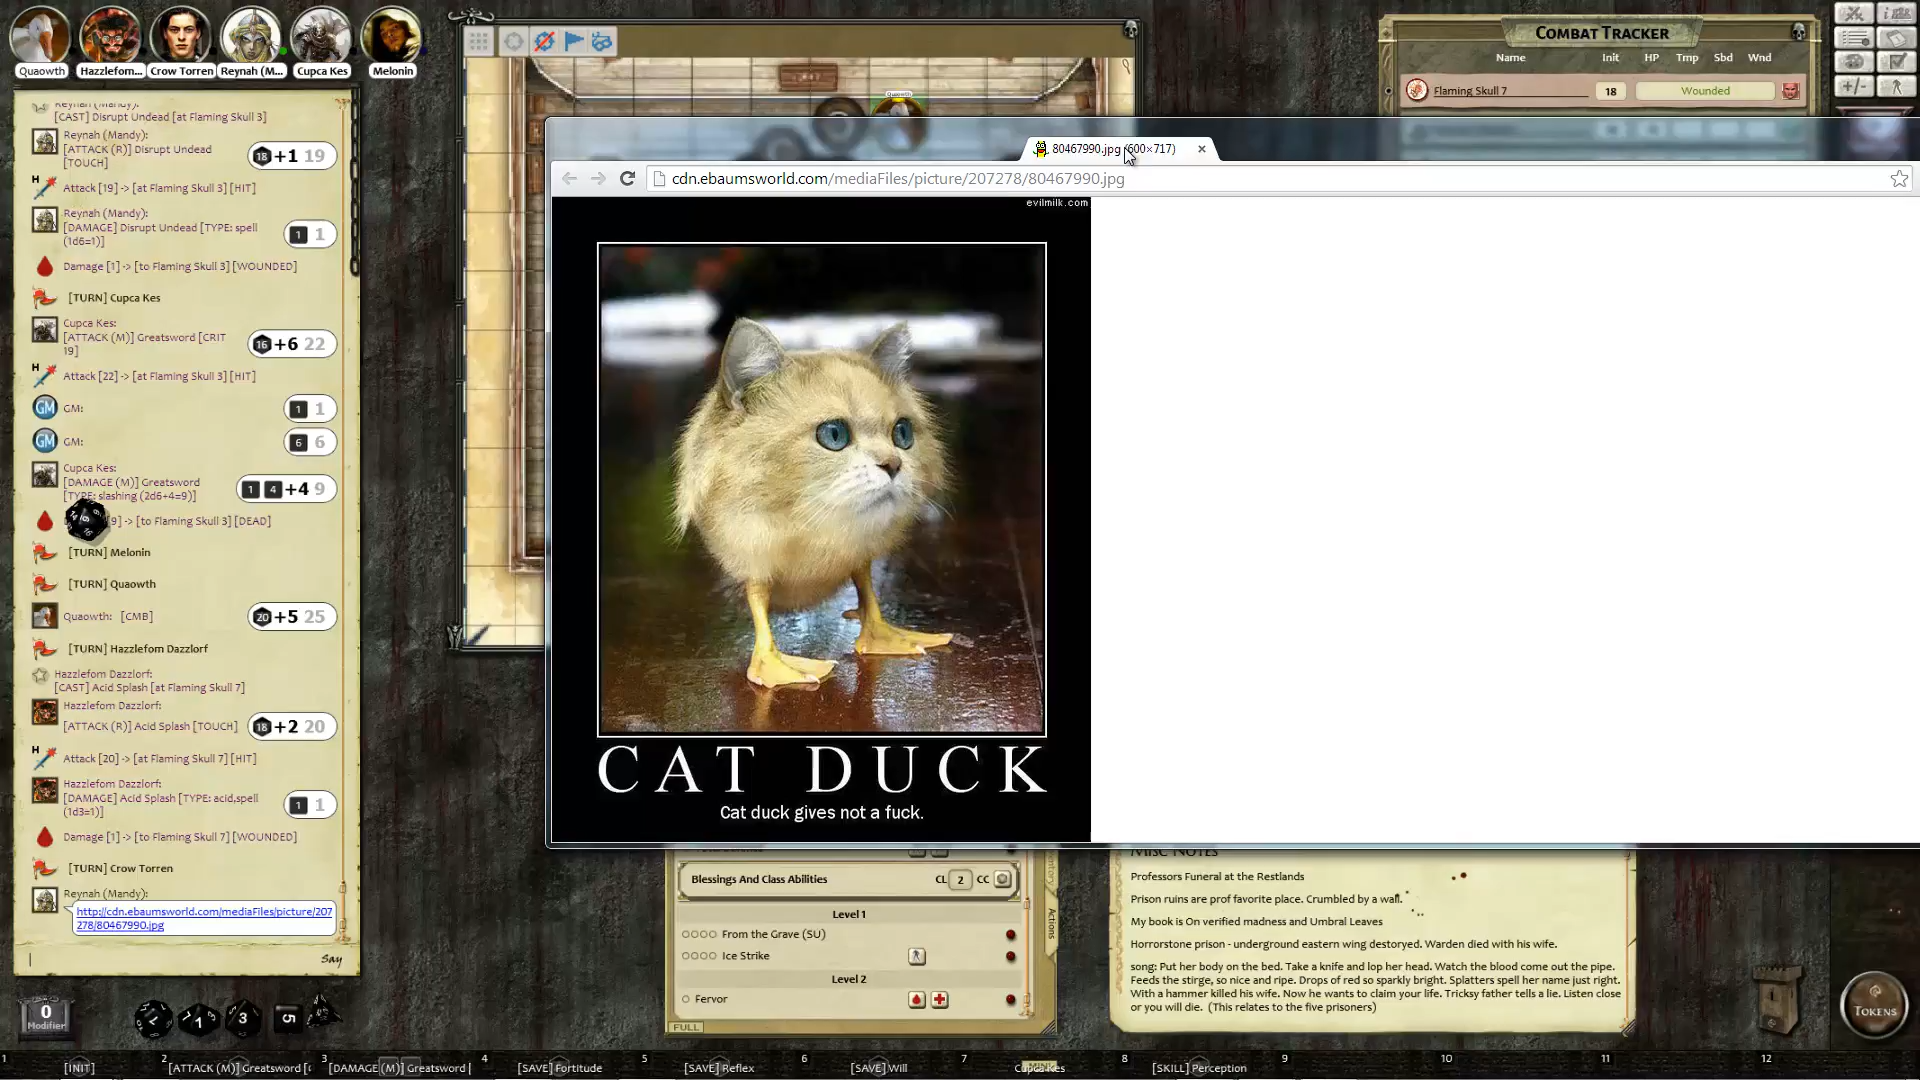 Quaowth
Hazzlefom...
Crow Torren
Reynah (M...
Cupca Kes
Melonin
Reynah (Mandy):
[CAST] Disrupt Undead [at Flaming Skull 3]
Reynah (Mandy):
[ATTACK (R)] Disrupt Undead
[TOUCH]
18 +1 19
Attack [19] -> [at Flaming Skull 3] [HIT]
Reynah (Mandy):
[DAMAGE] Disrupt Undead [TYPE: spell
(1d6=1)]
1 1
Damage [1] -> [to Flaming Skull 3] [WOUNDED]
[TURN] Cupca Kes
Cupca Kes:
[ATTACK (M)] Greatsword [CRIT
19]
16 +6 22
Attack [22] -> [at Flaming Skull 3] [HIT]
GM GM:
1 1
GM GM:
6 6
Cupca Kes:
[DAMAGE (M)] Greatsword
[TYPE: slashing (2d6+4=9)]
1 4 +4 9
9] -> [to Flaming Skull 3] [DEAD]
[TURN] Melonin
[TURN] Quaowth
Quaowth: [CMB]
20 +5 25
[TURN] Hazzlefom Dazzlorf
Hazzlefom Dazzlorf:
[CAST] Acid Splash [at Flaming Skull 7]
Hazzlefom Dazzlorf:
[ATTACK (R)] Acid Splash [TOUCH]
18 +2 20
Attack [20] -> [at Flaming Skull 7] [HIT]
Hazzlefom Dazzlorf:
[DAMAGE] Acid Splash [TYPE: acid,spell
(1d3=1)]
1 1
Damage [1] -> [to Flaming Skull 7] [WOUNDED]
[TURN] Crow Torren
Reynah (Mandy):
http://cdn.ebaumsworld.com/mediaFiles/picture/207
278/80467990.jpg
Say
0
Modifier
Quaowth
Combat Tracker
Name Init HP Tmp Sbd Wnd
Flaming Skull 7 18 Wounded
80467990.jpg (600×717)
cdn.ebaumsworld.com/mediaFiles/picture/207278/80467990.jpg
evilmilk.com
CAT DUCK
Cat duck gives not a fuck.
Blessings And Class Abilities CL 2 CC
Level 1
From the Grave (SU)
Ice Strike
Level 2
Fervor
FULL
Actions
Misc Notes
Professors Funeral at the Restlands
Prison ruins are prof favorite place. Crumbled by a wall.
My book is On verified madness and Umbral Leaves
Horrorstone prison - underground eastern wing destoryed. Warden died with his wife.
song: Put her body on the bed. Take a knife and lop her head. Watch the blood come out the pipe.
Feeds the stirge, so nice and ripe. Drops of red so sparkly bright. Splatters spell her name just right.
With a hammer killed his wife. Now he wants to claim your life. Tricksy father tells a lie. Listen close
or you will die. (This relates to the five prisoners)
Tokens
1 2 3 4 5 6 7 8 9 10 11 12
[INIT]
[ATTACK (M)] Greatsword [
[DAMAGE (M)] Greatsword
[SAVE] Fortitude
[SAVE] Reflex
[SAVE] Will
Cupca Kes
[SKILL] Perception